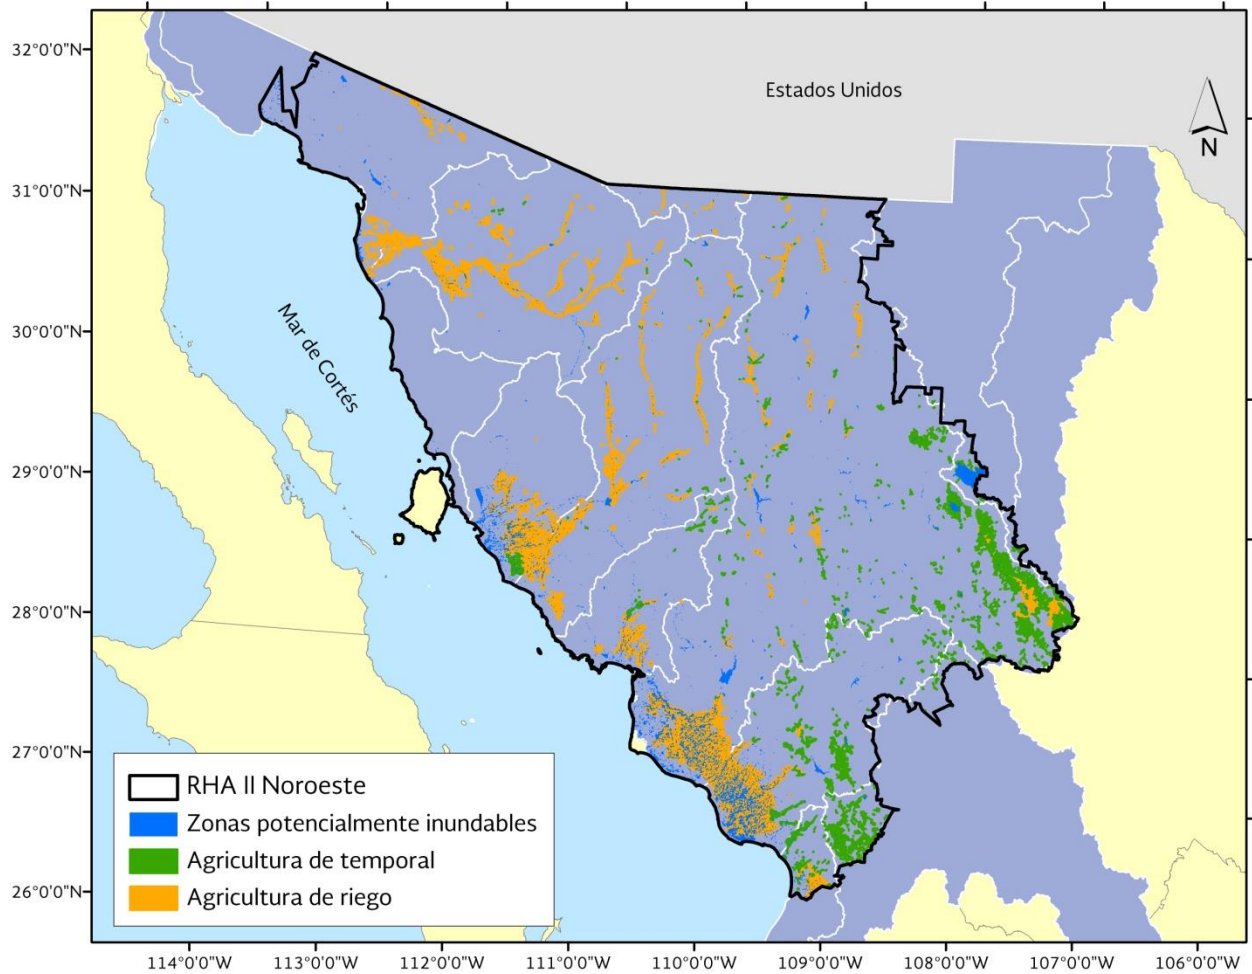 32°0'0"N
Estados Unidos
N
31°0'0"N
30°0'0"N
Mar de Cortés
29°0'0"N
28°0'0"N
27°0'0"N
RHA II Noroeste
Zonas potencialmente inundables
Agricultura de temporal
26°0'0"N
Agricultura de riego
114°0'0"W 113°0'0"W 112°0'0"W 111°0'0"W 110°0'0"W 109°0'0"W 108°0'0"W 107°0'0"W 106°0'0"W